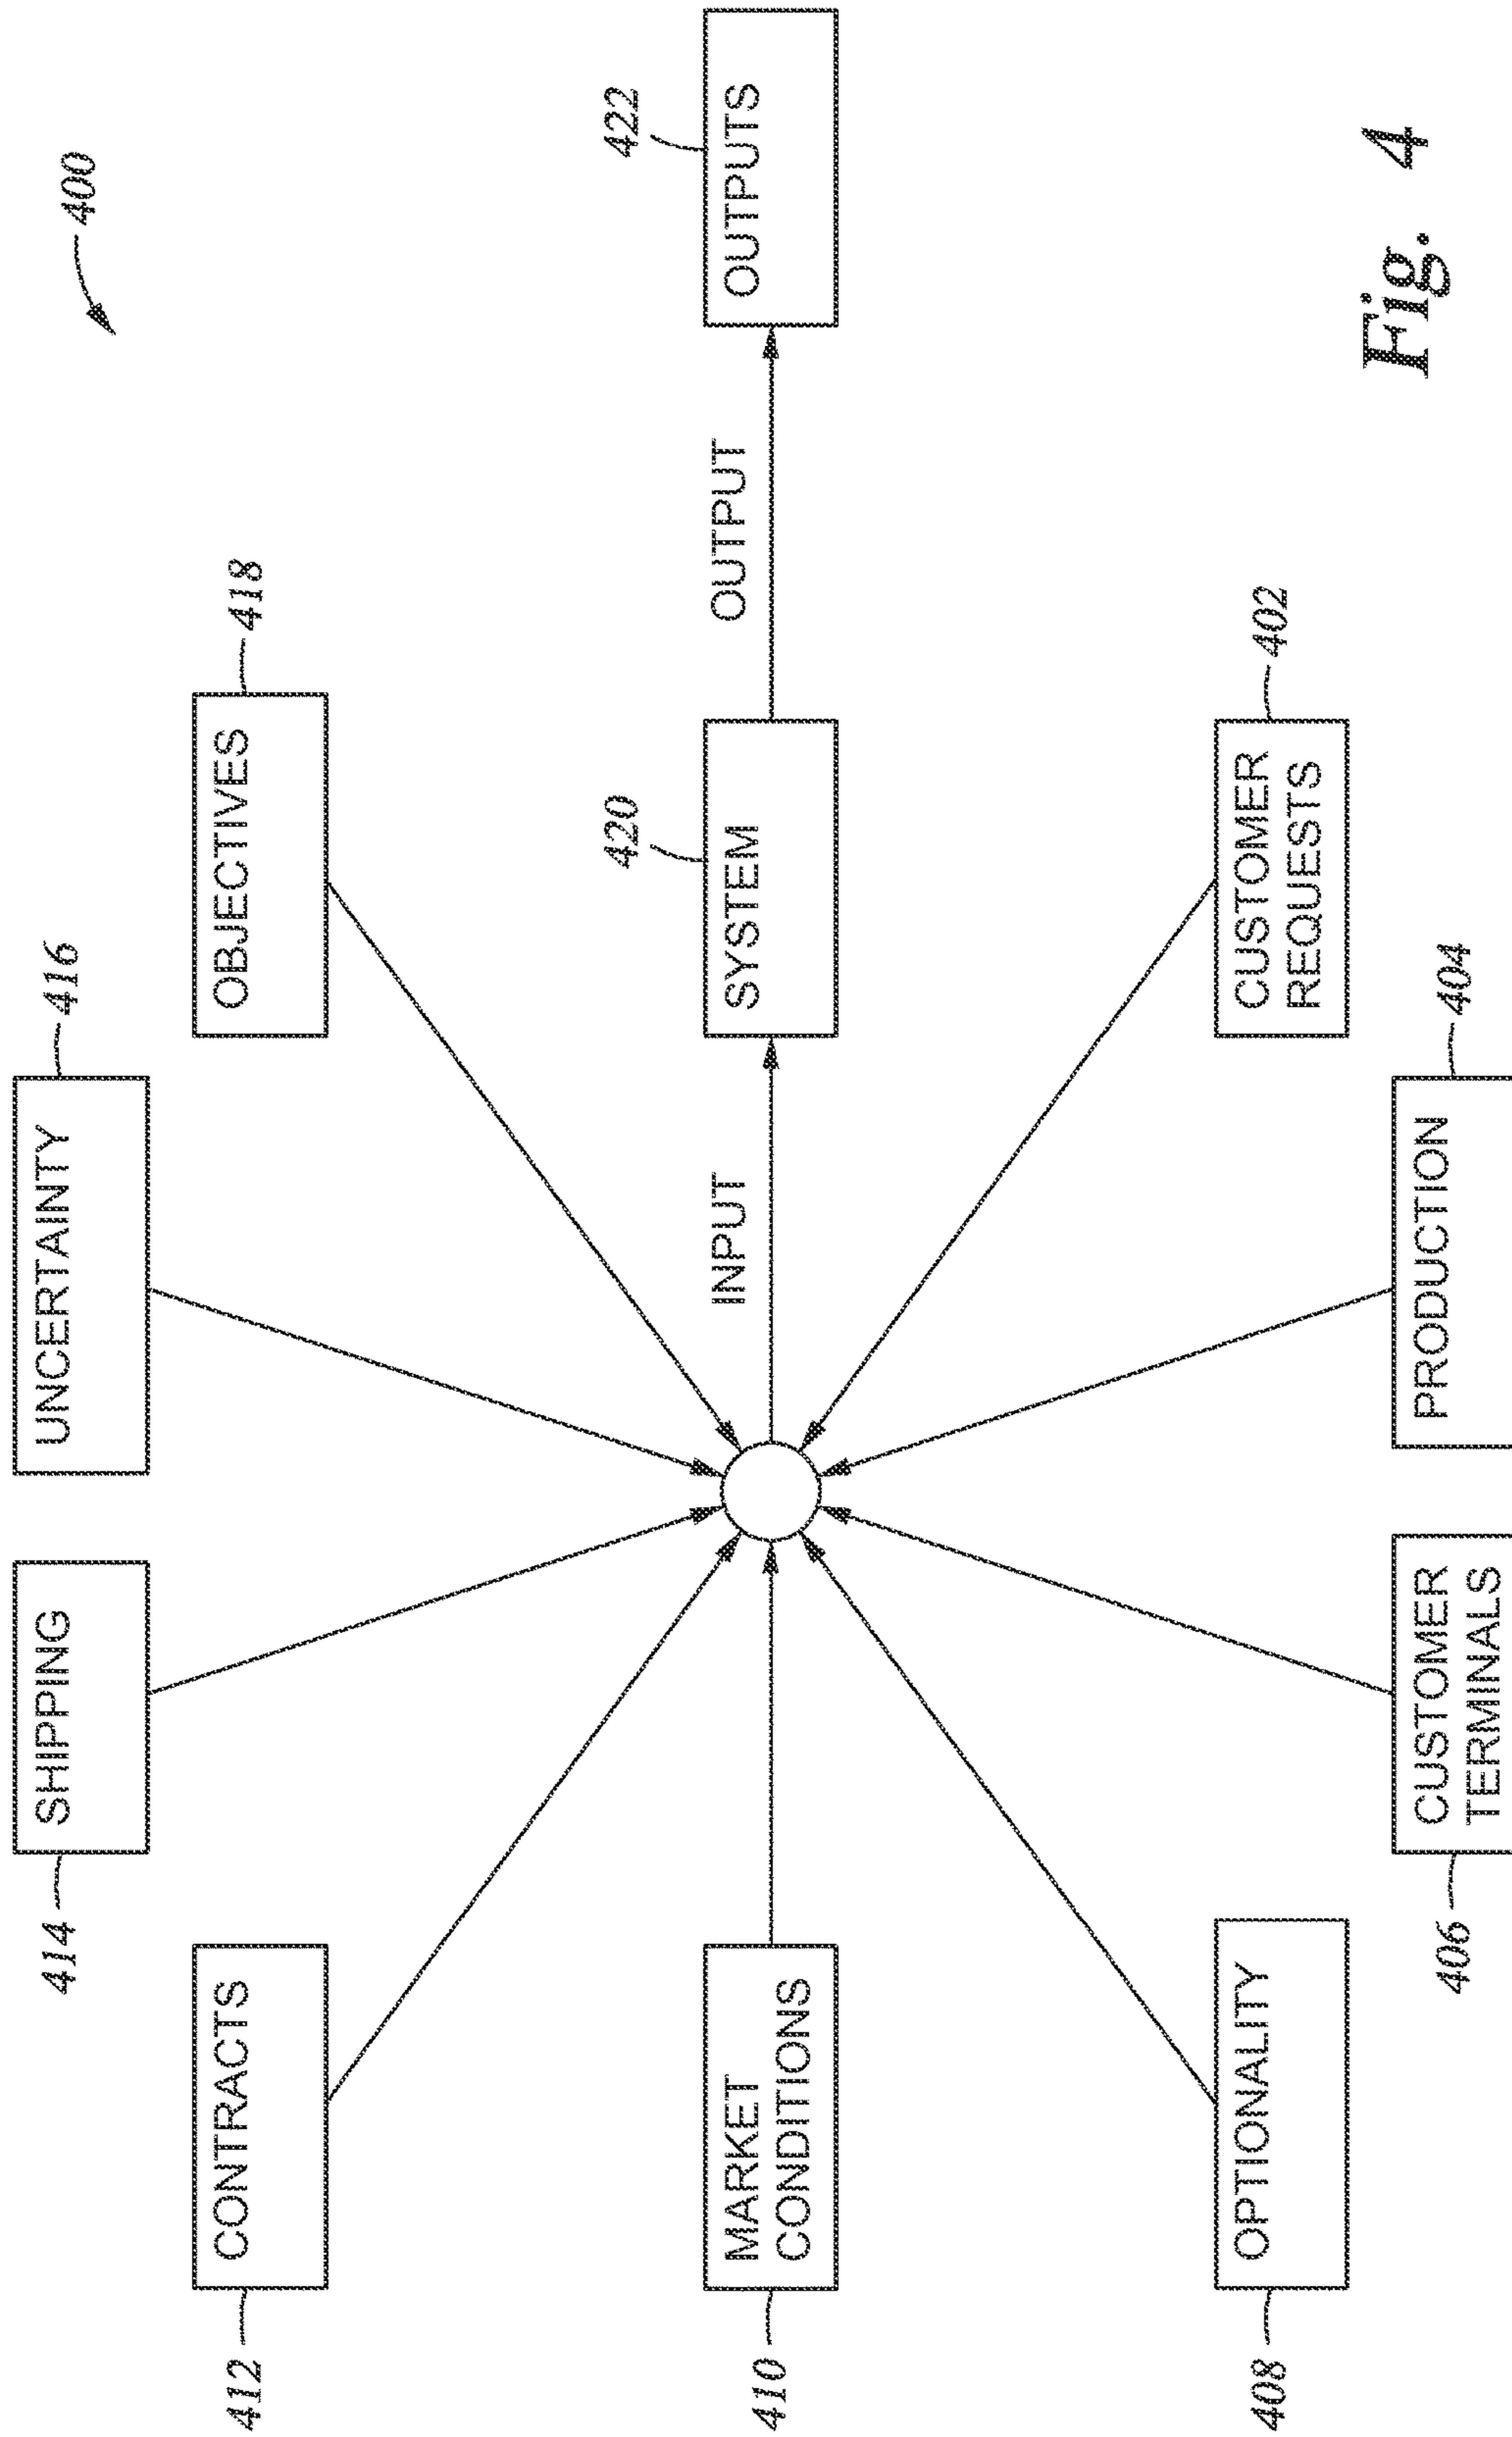 400
414
SHIPPING
UNCERTAINTY
416
412
CONTRACTS
OBJECTIVES
418
410
MARKET
CONDITIONS
INPUT
420
SYSTEM
OUTPUT
422
OUTPUTS
408
OPTIONALITY
CUSTOMER
REQUESTS
402
406
CUSTOMER
TERMINALS
PRODUCTION
404
Fig. 4